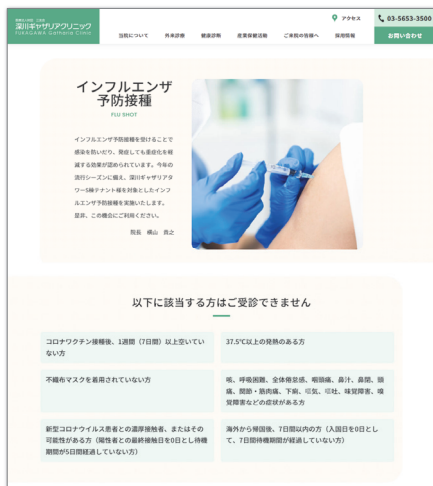 深川ギャザリアクリニック
FUKAGAWA Gatharia Clinic
アクセス
03-5653-3500
当院について
外来診療
健康診断
産業保健活動
ご来院の皆様へ
採用情報
お問い合わせ
インフルエンザ
予防接種
FLU SHOT
インフルエンザ予防接種を受けることで
感染を防いだり、発症しても重症化を軽
減する効果が認められています。今年の
流行シーズンに備え、深川ギャザリアタ
ワーS棟テナント様を対象としたインフ
ルエンザ予防接種を実施いたします。
是非、この機会にご利用ください。
院長 横山 貴之
以下に該当する方はご受診できません
コロナワクチン接種後、1週間（7日間）以上空いてい
ない方
37.5℃以上の発熱のある方
不織布マスクを着用されていない方
咳、呼吸困難、全体倦怠感、咽頭痛、鼻汁、鼻閉、頭
痛、関節・筋肉痛、下痢、嘔気、嘔吐、味覚障害、嗅
覚障害などの症状がある方
新型コロナウイルス患者との濃厚接触者、またはその
可能性がある方（陽性者との最終接触日を0日とし待機
期間が5日間経過していない方）
海外から帰国後、7日間以内の方（入国日を0日とし
て、7日間待機期間が経過していない方）